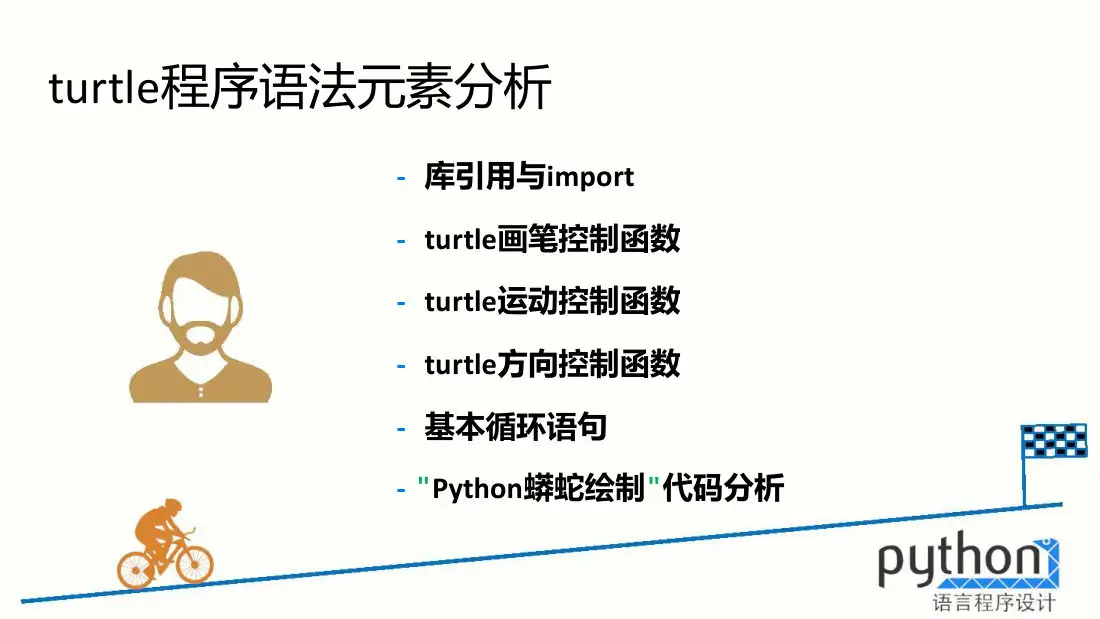 turtle程序语法元素分析
- 库引用与import
- turtle画笔控制函数
- turtle运动控制函数
- turtle方向控制函数
- 基本循环语句
- "Python蟒蛇绘制"代码分析
python
语言程序设计